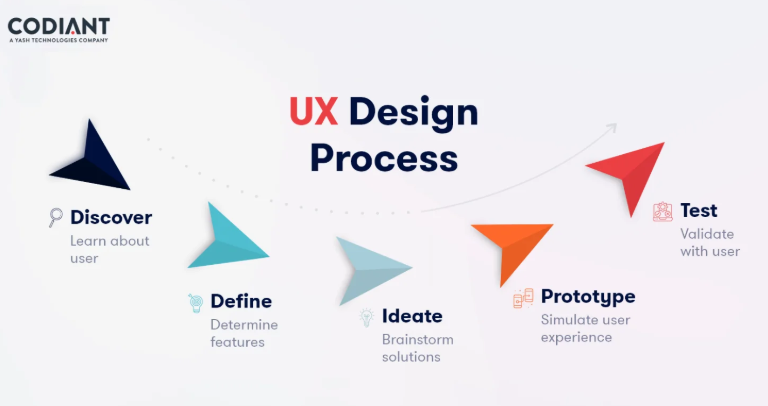 CODIANT
A YASH TECHNOLOGIES COMPANY
UX Design
Process
Discover
Learn about
user
Define
Determine
features
Ideate
Brainstorm
solutions
Prototype
Simulate user
experience
Test
Validate
with user